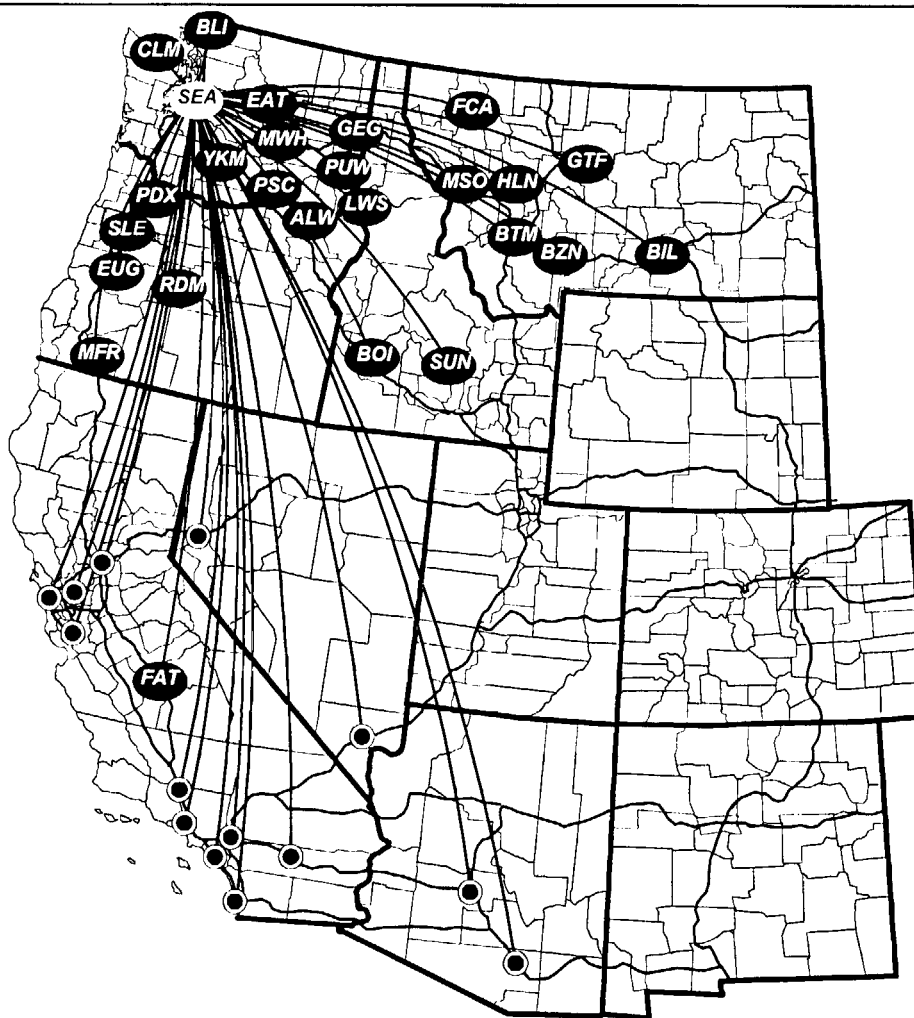 BLI
CLM
SEA
EAT
FCA
MWH
GEG
GTF
YKM
PUW
MSO
HLN
PDX
PSC
LWS
ALW
SLE
BTM
BZN
BIL
EUG
RDM
MFR
BOI
SUN
FAT